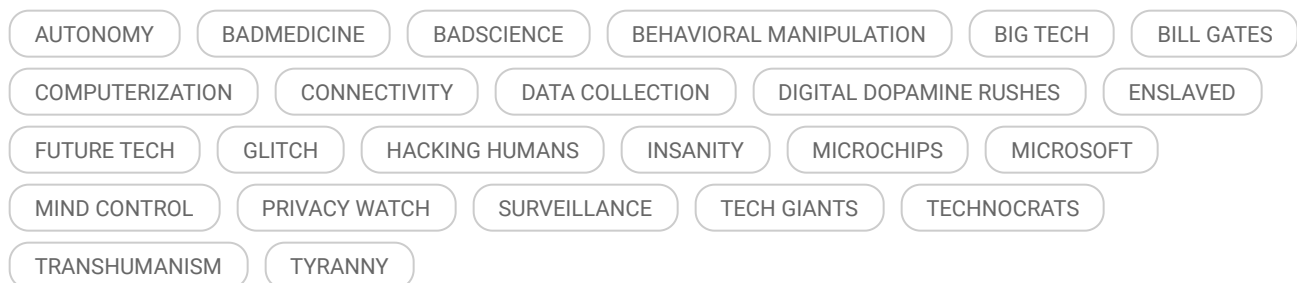 AUTONOMY BADMEDICINE BADSCIENCE BEHAVIORAL MANIPULATION BIG TECH BILL GATES
COMPUTERIZATION CONNECTIVITY DATA COLLECTION DIGITAL DOPAMINE RUSHES ENSLAVED
FUTURE TECH GLITCH HACKING HUMANS INSANITY MICROCHIPS MICROSOFT
MIND CONTROL PRIVACY WATCH SURVEILLANCE TECH GIANTS TECHNOCRATS
TRANSHUMANISM TYRANNY